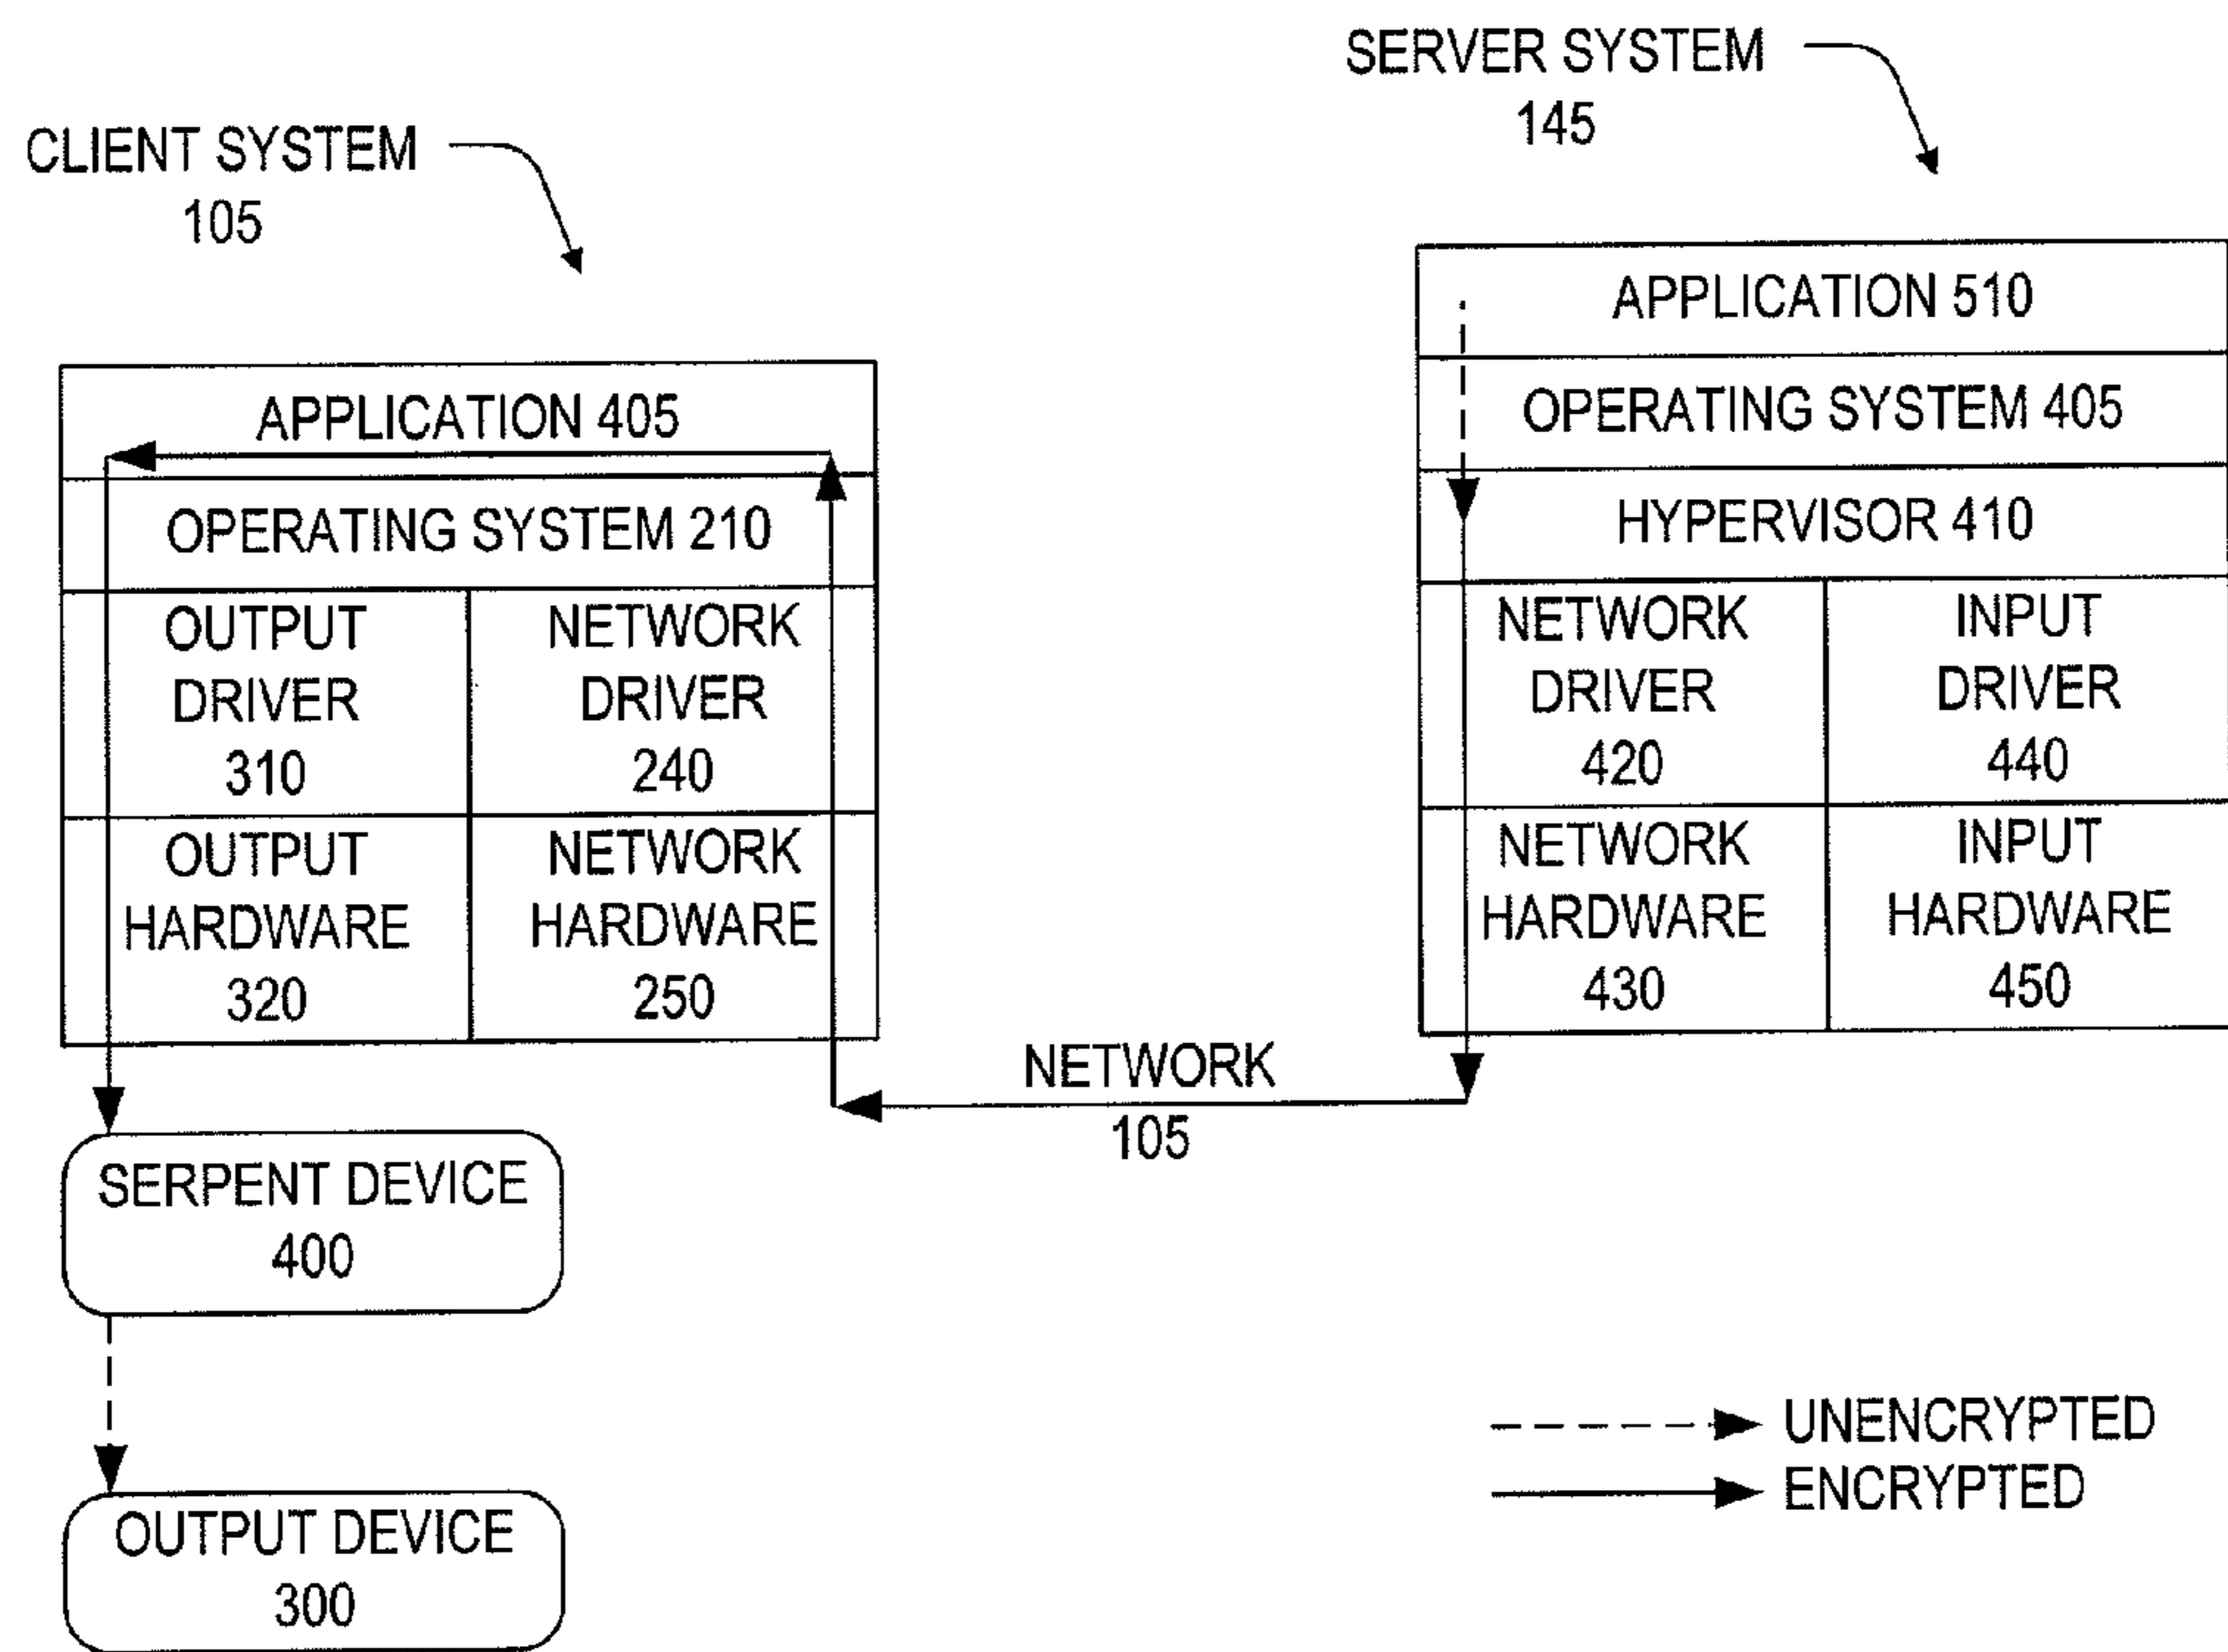 SERVER SYSTEM
145
CLIENT SYSTEM
105
APPLICATION 405
OPERATING SYSTEM 210
OUTPUT
DRIVER
310
NETWORK
DRIVER
240
OUTPUT
HARDWARE
320
NETWORK
HARDWARE
250
APPLICATION 510
OPERATING SYSTEM 405
HYPERVISOR 410
NETWORK
DRIVER
420
INPUT
DRIVER
440
NETWORK
HARDWARE
430
INPUT
HARDWARE
450
NETWORK
105
SERPENT DEVICE
400
OUTPUT DEVICE
300
UNENCRYPTED
ENCRYPTED